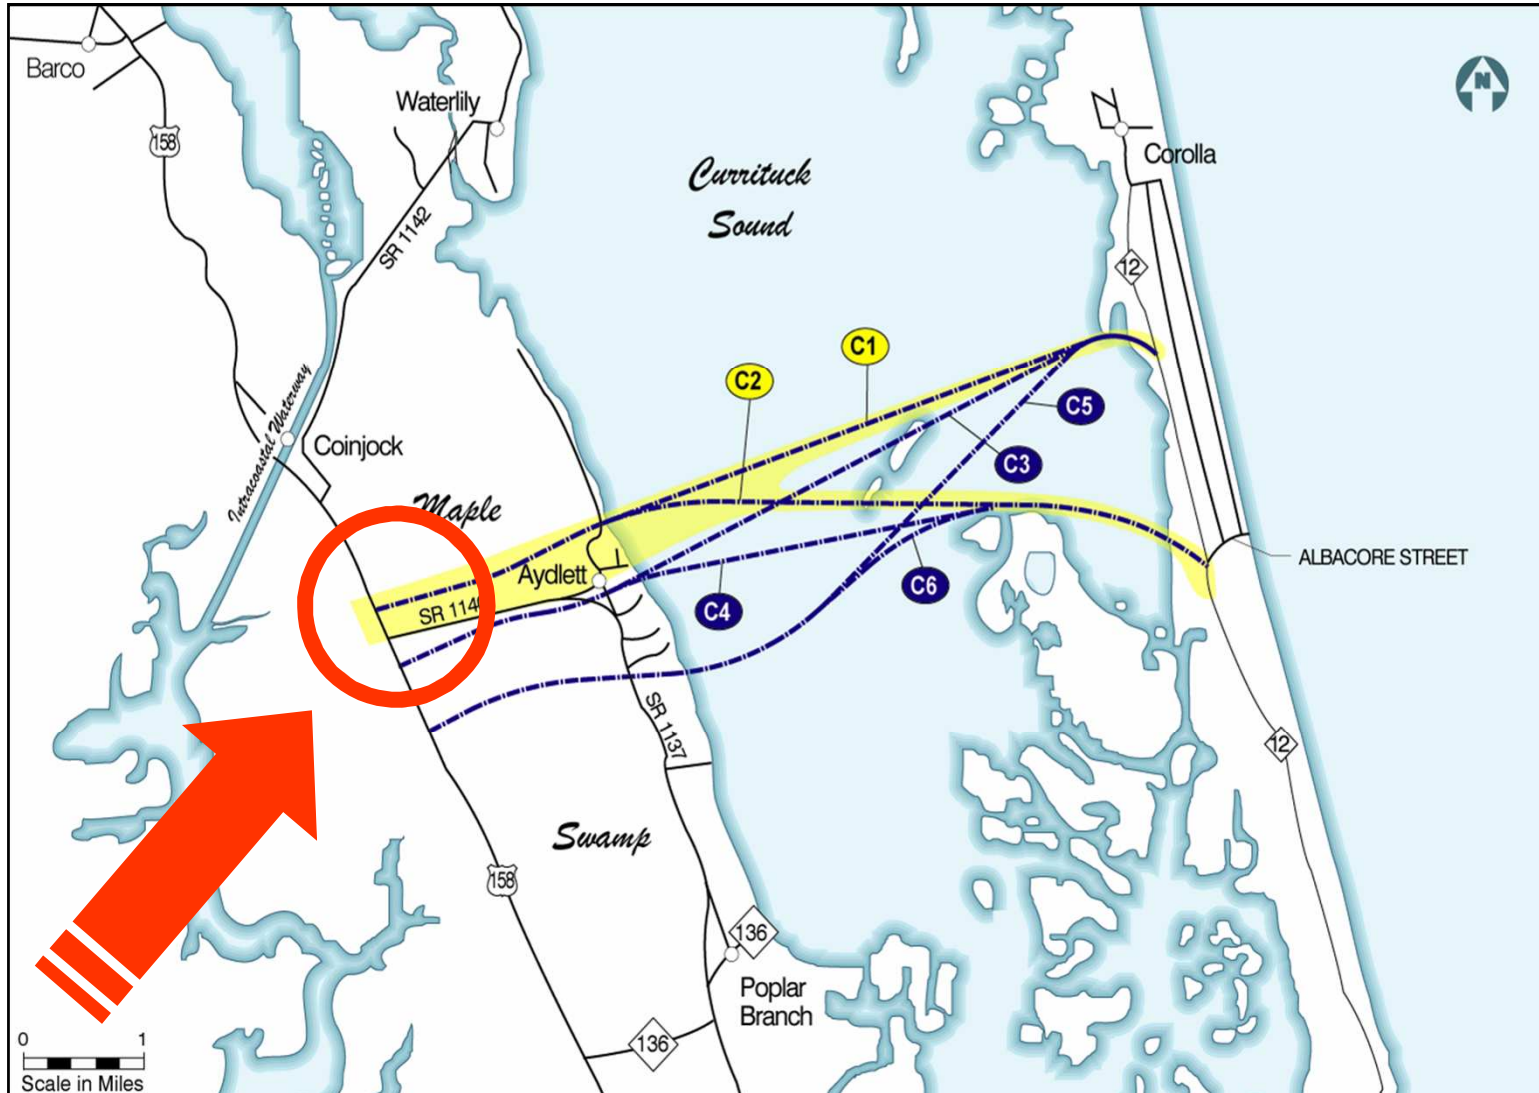 Barco
158
Waterlily
N
Currituck
Sound
Corolla
SR 1142
12
C1
C2
C5
C3
Intracoastal Waterway
Coinjock
Maple
ALBACORE STREET
Aydlett
SR 114
C6
C4
SR 1137
12
Swamp
158
136
Poplar
Branch
136
0 1
Scale in Miles